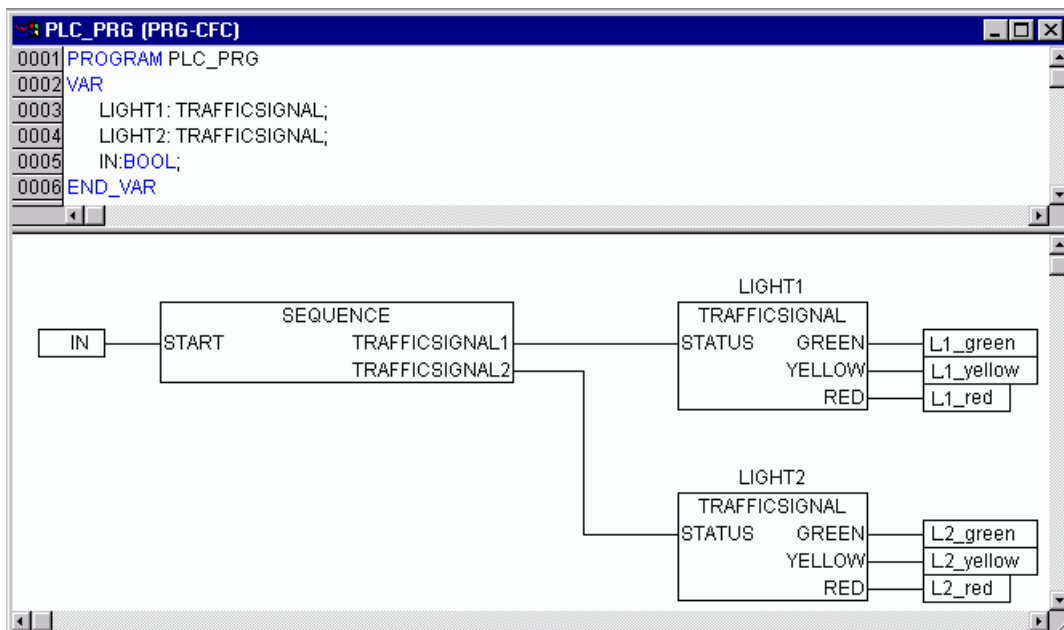 PLC_PRG (PRG-CFC)
0001 PROGRAM PLC_PRG
0002 VAR
0003 LIGHT1: TRAFFICSIGNAL;
0004 LIGHT2: TRAFFICSIGNAL;
0005 IN:BOOL;
0006 END_VAR
LIGHT1
SEQUENCE
TRAFFICSIGNAL
IN START TRAFFICSIGNAL1 STATUS GREEN L1_green
TRAFFICSIGNAL2 YELLOW L1_yellow
RED L1_red
LIGHT2
TRAFFICSIGNAL
STATUS GREEN L2_green
YELLOW L2_yellow
RED L2_red